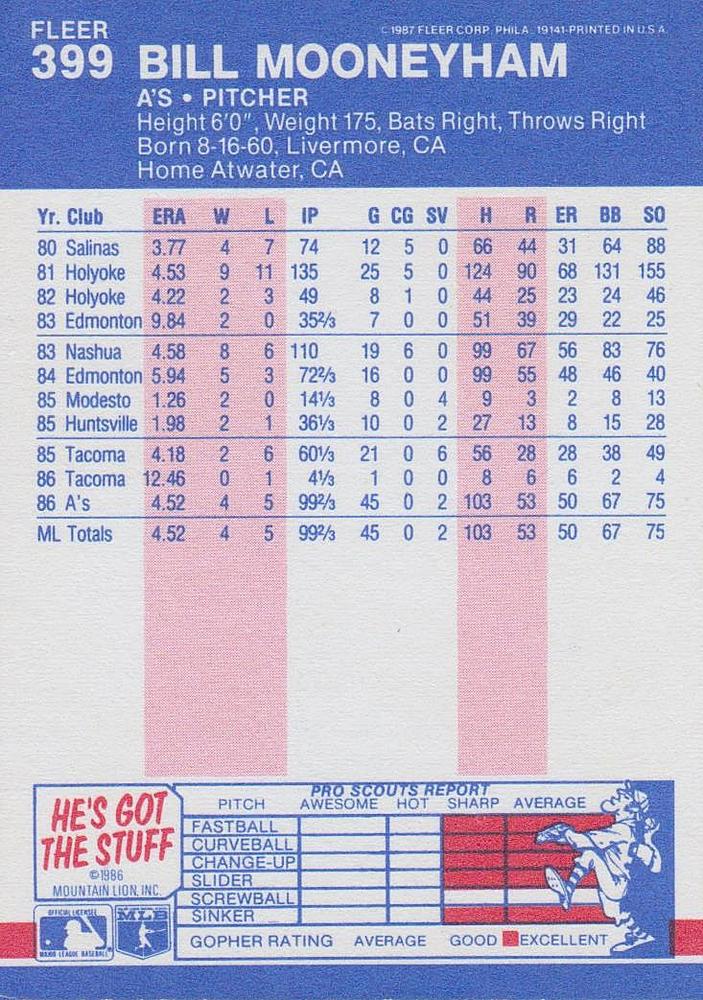 FLEER
© 1987 FLEER CORP. PHILA. 19141-PRINTED IN U.S.A.
399 BILL MOONEYHAM
A'S • PITCHER
Height 6'0", Weight 175, Bats Right, Throws Right
Born 8-16-60, Livermore, CA
Home Atwater, CA
Yr. Club ERA W L IP G CG SV H R ER BB SO
80 Salinas 3.77 4 7 74 12 5 0 66 44 31 64 88
81 Holyoke 4.53 9 11 135 25 5 0 124 90 68 131 155
82 Holyoke 4.22 2 3 49 8 1 0 44 25 23 24 46
83 Edmonton 9.84 2 0 35⅔ 7 0 0 51 39 29 22 25
83 Nashua 4.58 8 6 110 19 6 0 99 67 56 83 76
84 Edmonton 5.94 5 3 72⅔ 16 0 0 99 55 48 46 40
85 Modesto 1.26 2 0 14⅓ 8 0 4 9 3 2 8 13
85 Huntsville 1.98 2 1 36⅓ 10 0 2 27 13 8 15 28
85 Tacoma 4.18 2 6 60⅓ 21 0 6 56 28 28 38 49
86 Tacoma 12.46 0 1 4⅓ 1 0 0 8 6 6 2 4
86 A's 4.52 4 5 99⅔ 45 0 2 103 53 50 67 75
ML Totals 4.52 4 5 99⅔ 45 0 2 103 53 50 67 75
HE'S GOT
THE STUFF
©1986
MOUNTAIN LION, INC.
OFFICIAL LICENSEE
MAJOR LEAGUE BASEBALL
MLB
PRO SCOUTS REPORT
PITCH AWESOME HOT SHARP AVERAGE
FASTBALL
CURVEBALL
CHANGE-UP
SLIDER
SCREWBALL
SINKER
GOPHER RATING AVERAGE GOOD EXCELLENT